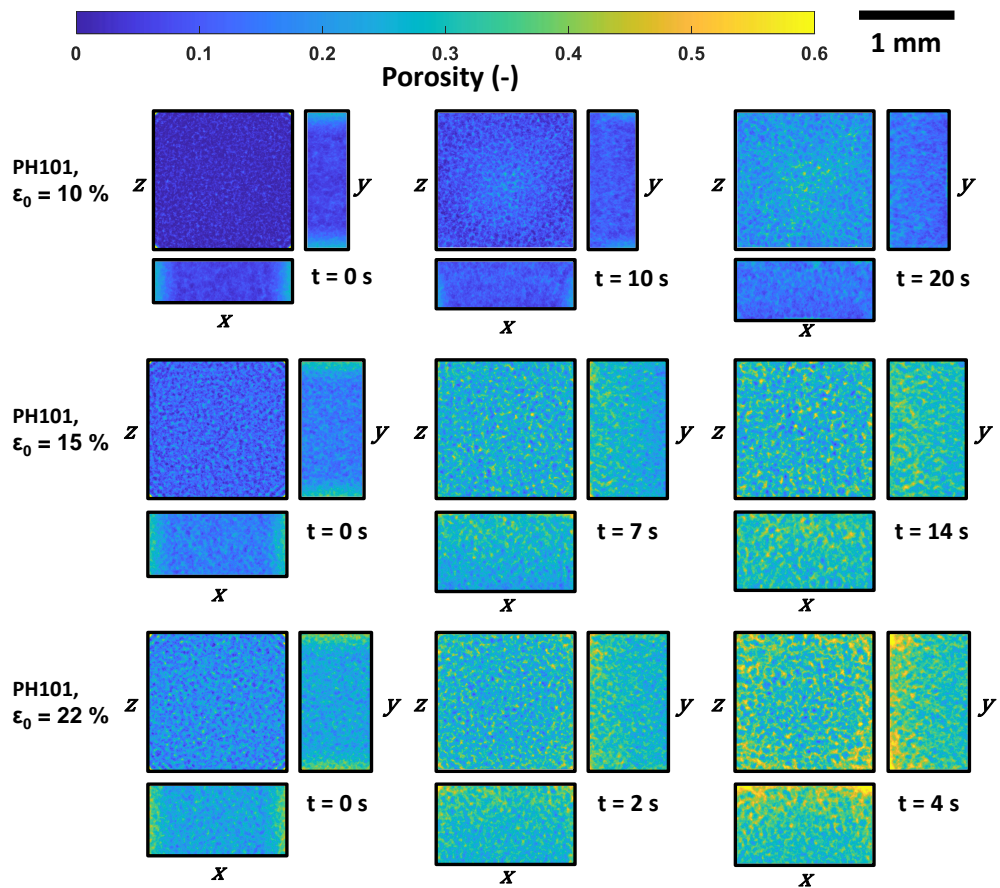 0 0.1 0.2 0.3 0.4 0.5 0.6
Porosity (-)
1 mm
PH101,
ε₀ = 10 %
z
y
x
t = 0 s
t = 10 s
z
y
t = 20 s
z
y
x
PH101,
ε₀ = 15 %
z
y
x
t = 0 s
z
y
x
t = 7 s
z
y
x
t = 14 s
PH101,
ε₀ = 22 %
z
y
x
t = 0 s
z
y
x
t = 2 s
z
y
x
t = 4 s